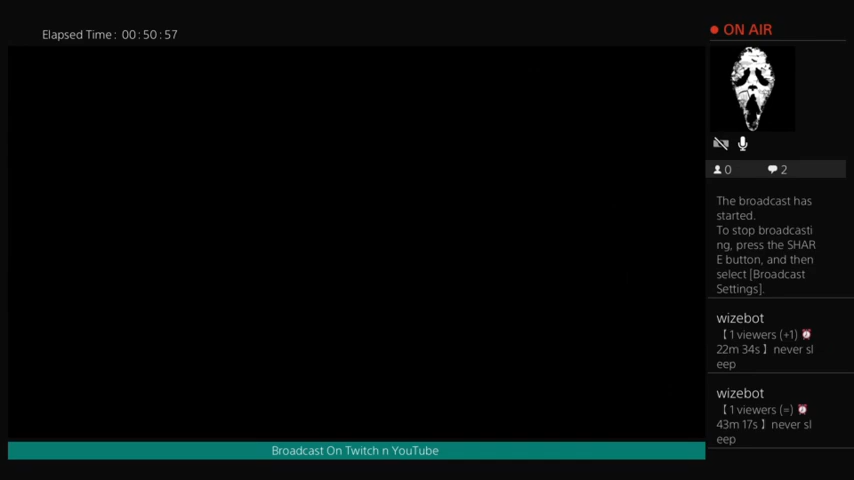 Elapsed Time: 00:50:57
ON AIR
0 2
The broadcast has
started.
To stop broadcasti
ng, press the SHAR
E button, and then
select [Broadcast
Settings].
wizebot
【1 viewers (+1) ⏰
22m 34s】never sl
eep
wizebot
【1 viewers (=) ⏰
43m 17s】never sl
eep
Broadcast On Twitch n YouTube